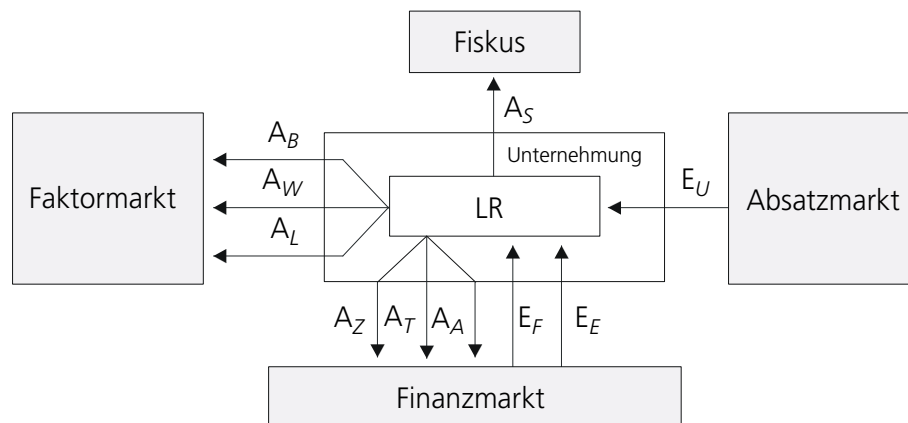 Fiskus
A_S
A_B
Unternehmung
Faktormarkt
A_W
LR
E_U
Absatzmarkt
A_L
A_Z
A_T
A_A
E_F
E_E
Finanzmarkt